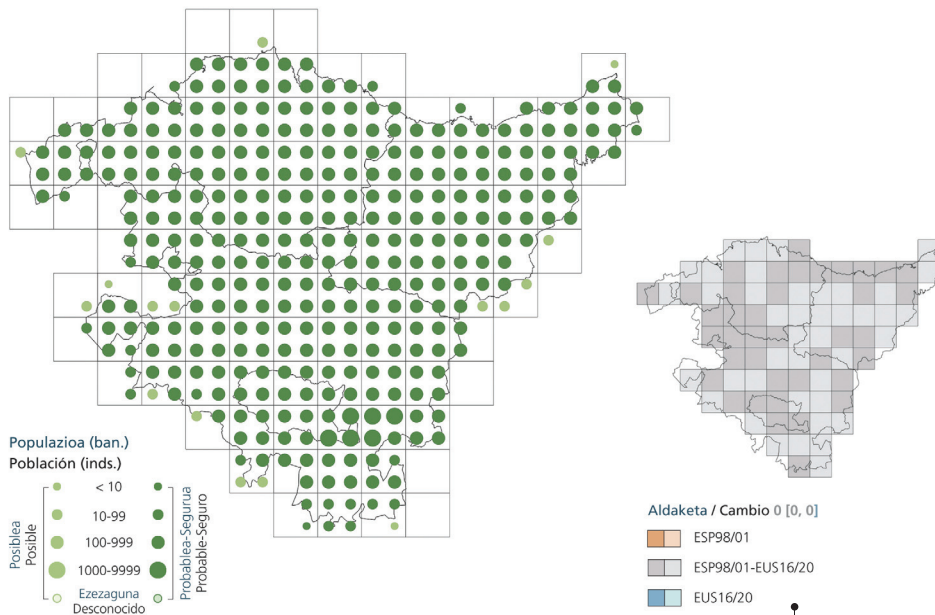 Populazioa (ban.)
Población (inds.)
< 10
10-99
100-999
1000-9999
Ezezaguna
Desconocido
Posiblea
Posible
Probablea-Segurua
Probable-Seguro
Aldaketa / Cambio 0 [0, 0]
ESP98/01
ESP98/01-EUS16/20
EUS16/20